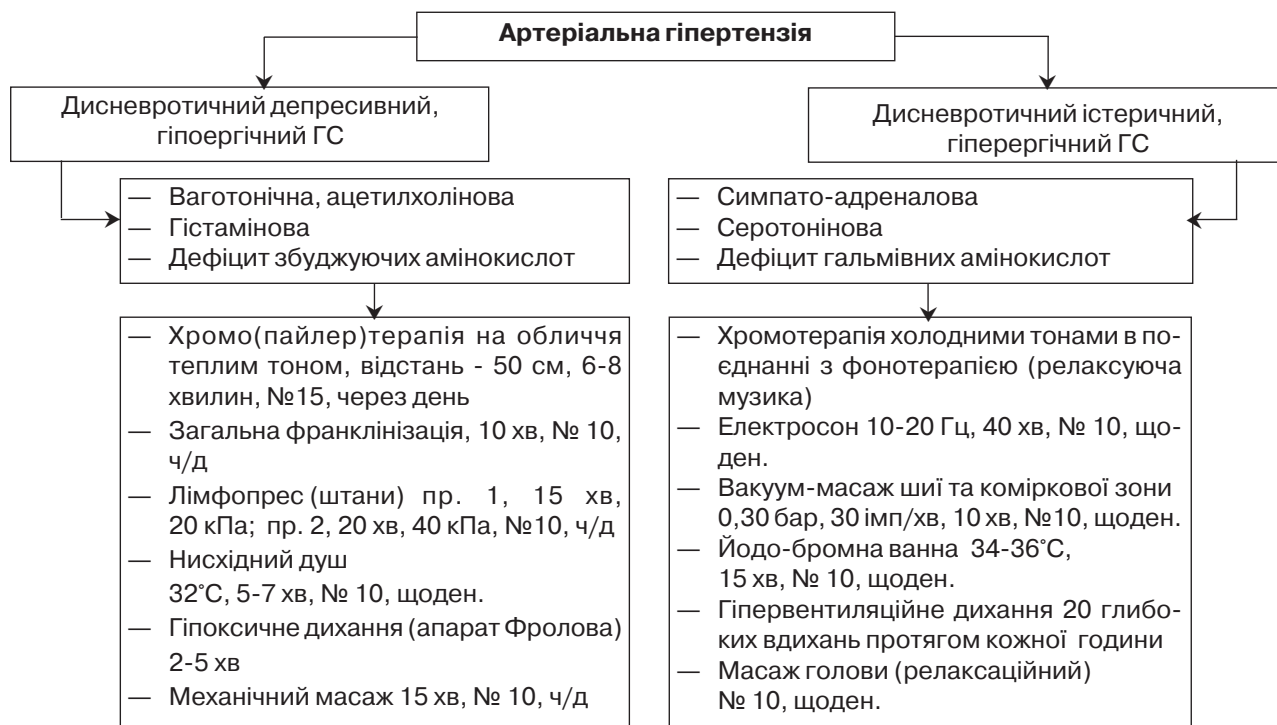 Артеріальна гіпертензія
Дисневротичний депресивний,
гіпоергічний ГС
Дисневротичний істеричний,
гіперергічний ГС
— Ваготонічна, ацетилхолінова
— Гістамінова
— Дефіцит збуджуючих амінокислот
— Симпато-адреналова
— Серотонінова
— Дефіцит гальмівних амінокислот
— Хромо(пайлер)терапія на обличчя
теплим тоном, відстань - 50 см, 6-8
хвилин, №15, через день
— Загальна франклінізація, 10 хв, № 10,
ч/д
— Лімфопрес (штани) пр. 1, 15 хв,
20 кПа; пр. 2, 20 хв, 40 кПа, №10, ч/д
— Нисхідний душ
32°С, 5-7 хв, № 10, щоден.
— Гіпоксичне дихання (апарат Фролова)
2-5 хв
— Механічний масаж 15 хв, № 10, ч/д
— Хромотерапія холодними тонами в по-
єднанні з фонотерапією (релаксуюча
музика)
— Електросон 10-20 Гц, 40 хв, № 10, що-
ден.
— Вакуум-масаж шиї та коміркової зони
0,30 бар, 30 імп/хв, 10 хв, №10, щоден.
— Йодо-бромна ванна 34-36°С,
15 хв, № 10, щоден.
— Гіпервентиляційне дихання 20 глибо-
ких вдихань протягом кожної години
— Масаж голови (релаксаційний)
№ 10, щоден.